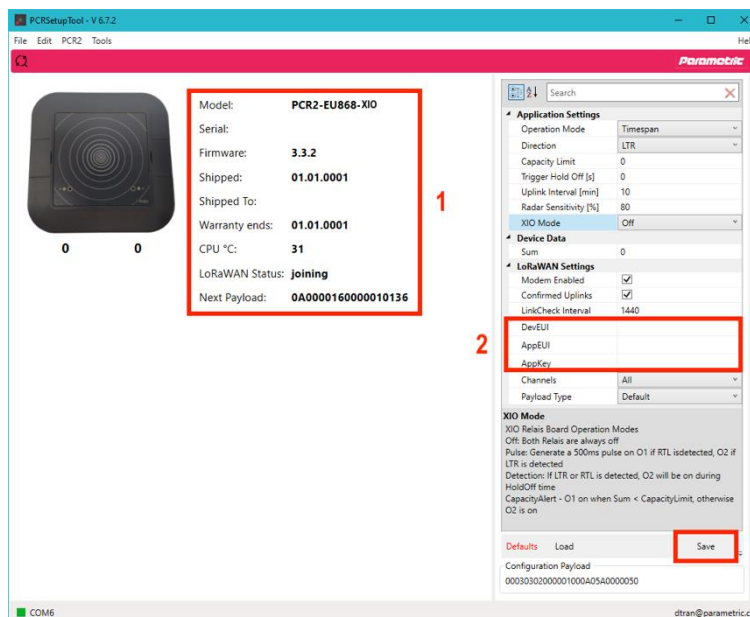 PCRSetupTool - V 6.7.2
File Edit PCR2 Tools
Hel
Parametric
Model: PCR2-EU868-XIO
Serial:
Firmware: 3.3.2
Shipped: 01.01.0001
Shipped To:
Warranty ends: 01.01.0001
CPU °C: 31
LoRaWAN Status: joining
Next Payload: 0A0000160000010136
0 0
1
Search
Application Settings
Operation Mode Timespan
Direction LTR
Capacity Limit 0
Trigger Hold Off [s] 0
Uplink Interval [min] 10
Radar Sensitivity [%] 80
XIO Mode Off
Device Data
Sum 0
LoRaWAN Settings
Modem Enabled
Confirmed Uplinks
LinkCheck Interval 1440
2
DevEUI
AppEUI
AppKey
Channels All
Payload Type Default
XIO Mode
XIO Relais Board Operation Modes
Off: Both Relais are always off
Pulse: Generate a 500ms pulse on O1 if RTL isdetected, O2 if
LTR is detected
Detection: If LTR or RTL is detected, O2 will be on during
HoldOff time
CapacityAlert - O1 on when Sum < CapacityLimit, otherwise
O2 is on
Defaults Load Save
Configuration Payload
00030302000001000A05A0000050
COM6
dtran@parametric.c